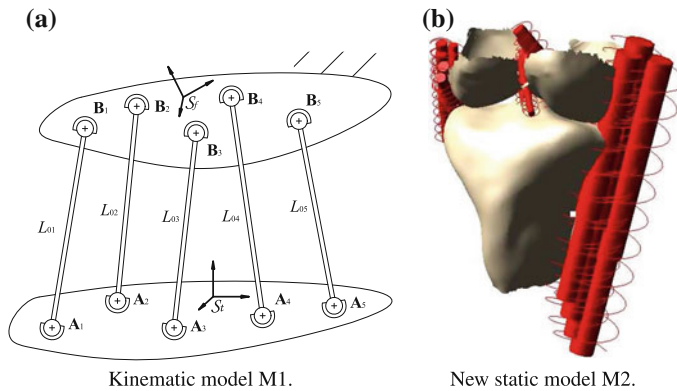 (a)
(b)
B1 B2 B3 B4 B5
Sf
L01 L02 L03 L04 L05
St
A1 A2 A3 A4 A5
Kinematic model M1.
New static model M2.